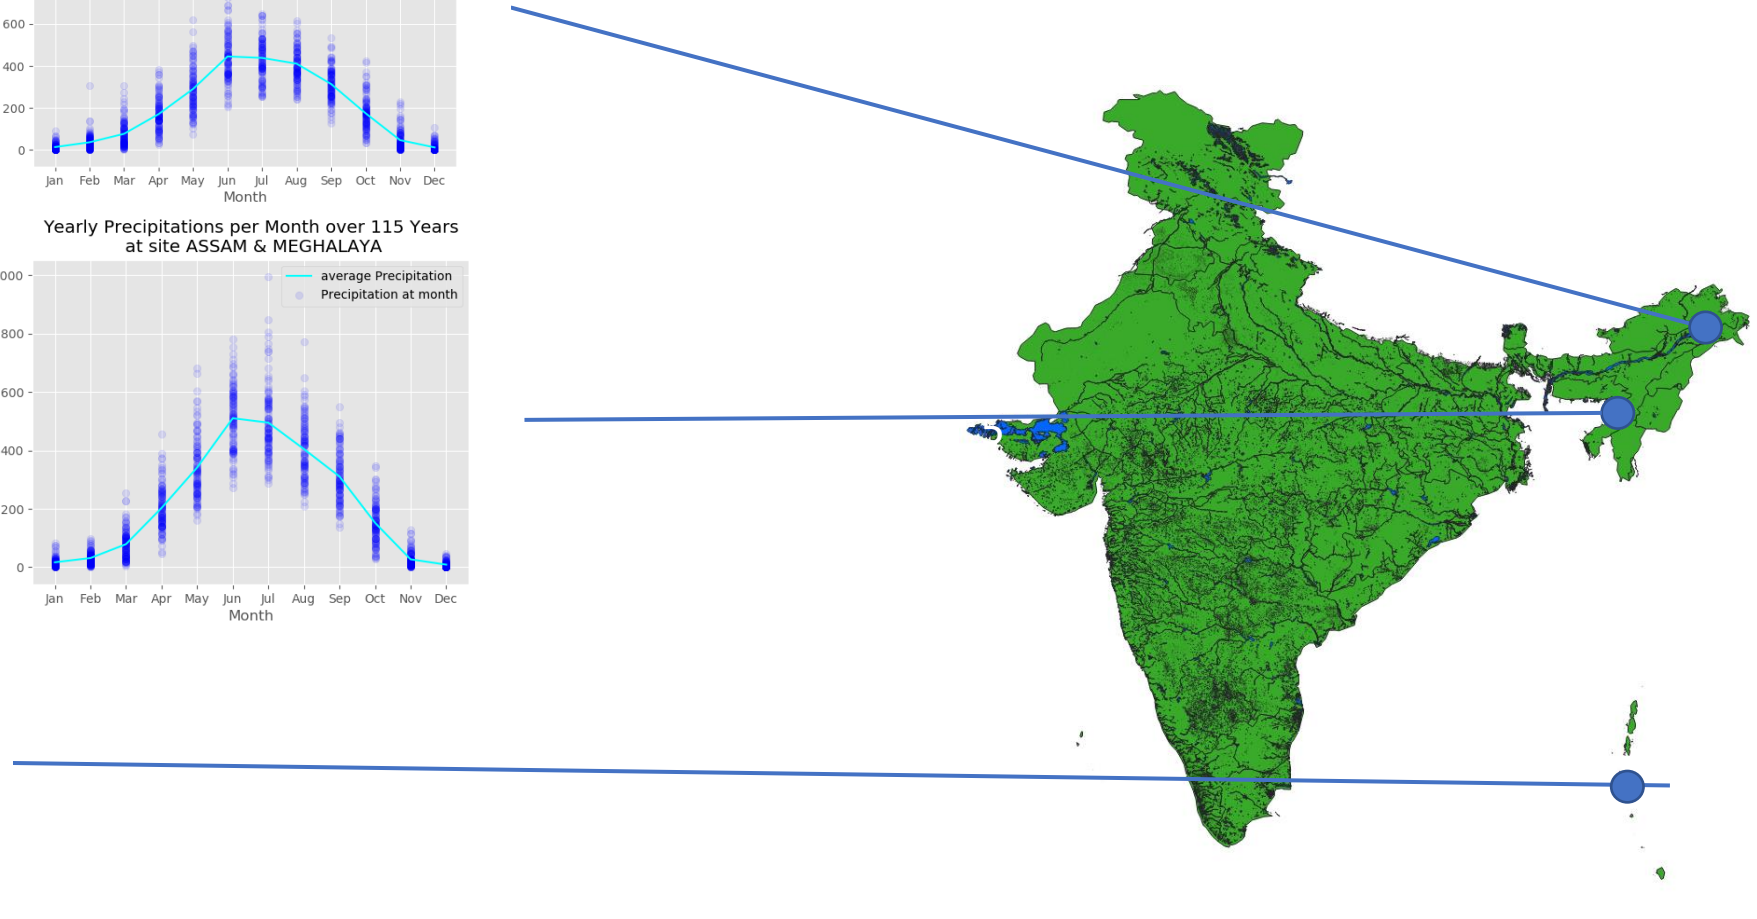 600
400
200
0
Jan Feb Mar Apr May Jun Jul Aug Sep Oct Nov Dec
Month
Yearly Precipitations per Month over 115 Years
at site ASSAM & MEGHALAYA
average Precipitation
Precipitation at month
000
800
600
400
200
0
Jan Feb Mar Apr May Jun Jul Aug Sep Oct Nov Dec
Month